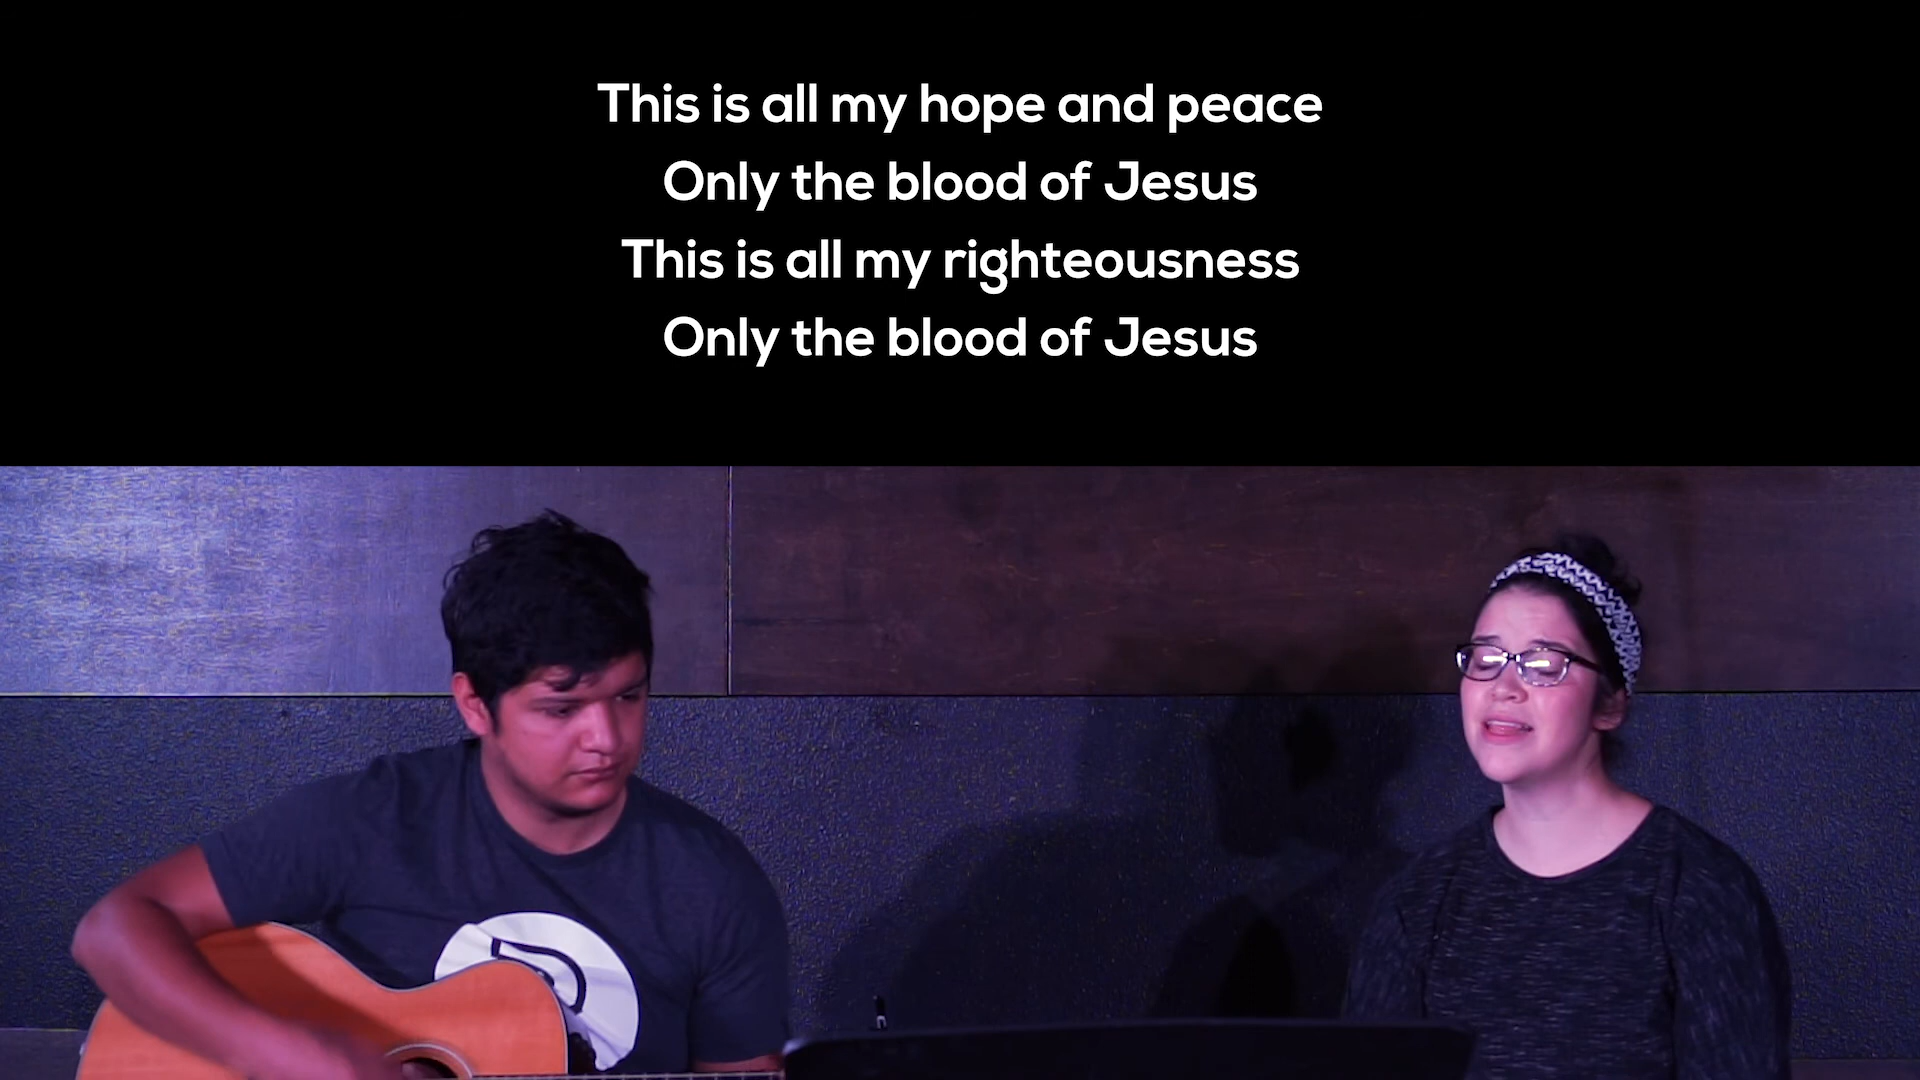 This is all my hope and peace
Only the blood of Jesus
This is all my righteousness
Only the blood of Jesus